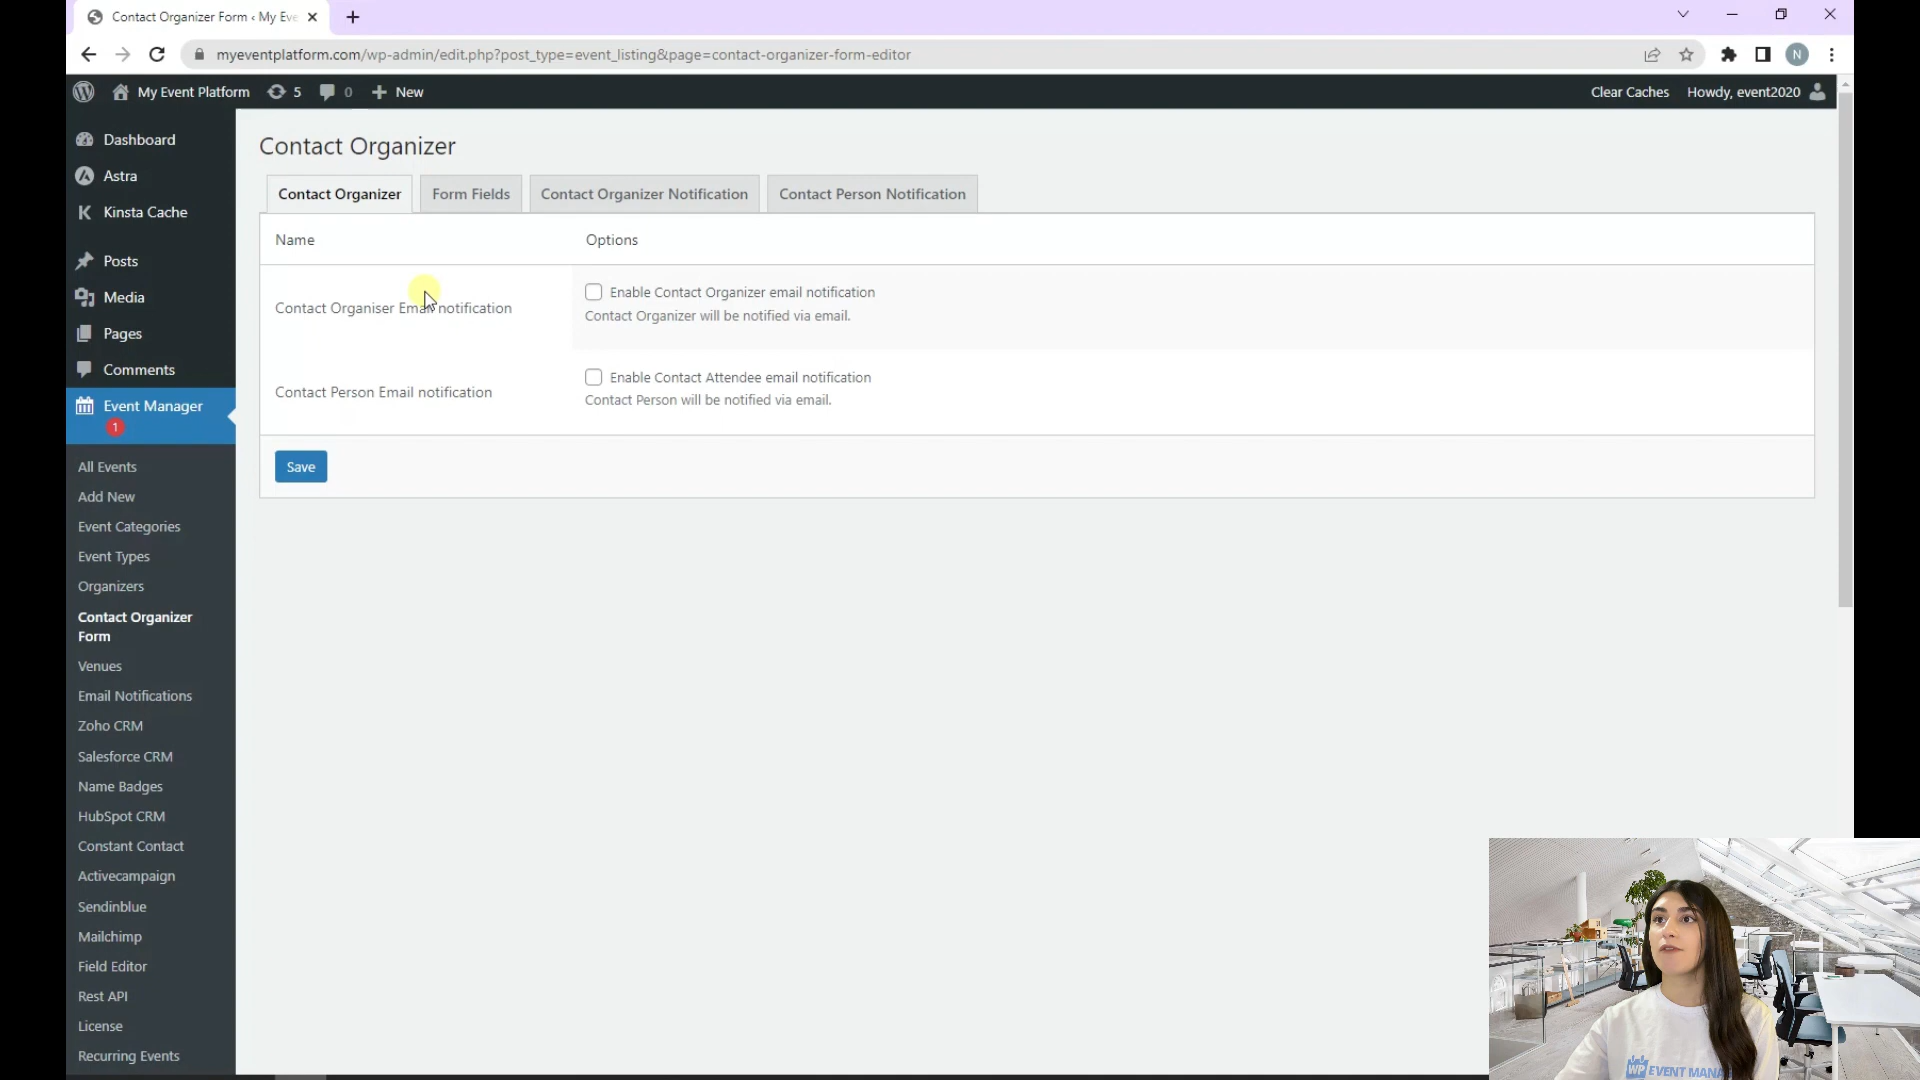 Contact Organizer Form ‹ My Eve
myeventplatform.com/wp-admin/edit.php?post_type=event_listing&page=contact-organizer-form-editor
N
My Event Platform
5
0
New
Clear Caches
Howdy, event2020
Dashboard
Astra
Kinsta Cache
Posts
Media
Pages
Comments
Event Manager
1
All Events
Add New
Event Categories
Event Types
Organizers
Contact Organizer
Form
Venues
Email Notifications
Zoho CRM
Salesforce CRM
Name Badges
HubSpot CRM
Constant Contact
Activecampaign
Sendinblue
Mailchimp
Field Editor
Rest API
License
Recurring Events
Contact Organizer
Contact Organizer
Form Fields
Contact Organizer Notification
Contact Person Notification
Name
Options
Contact Organiser Email notification
Enable Contact Organizer email notification
Contact Organizer will be notified via email.
Contact Person Email notification
Enable Contact Attendee email notification
Contact Person will be notified via email.
Save
WP EVENT MANA